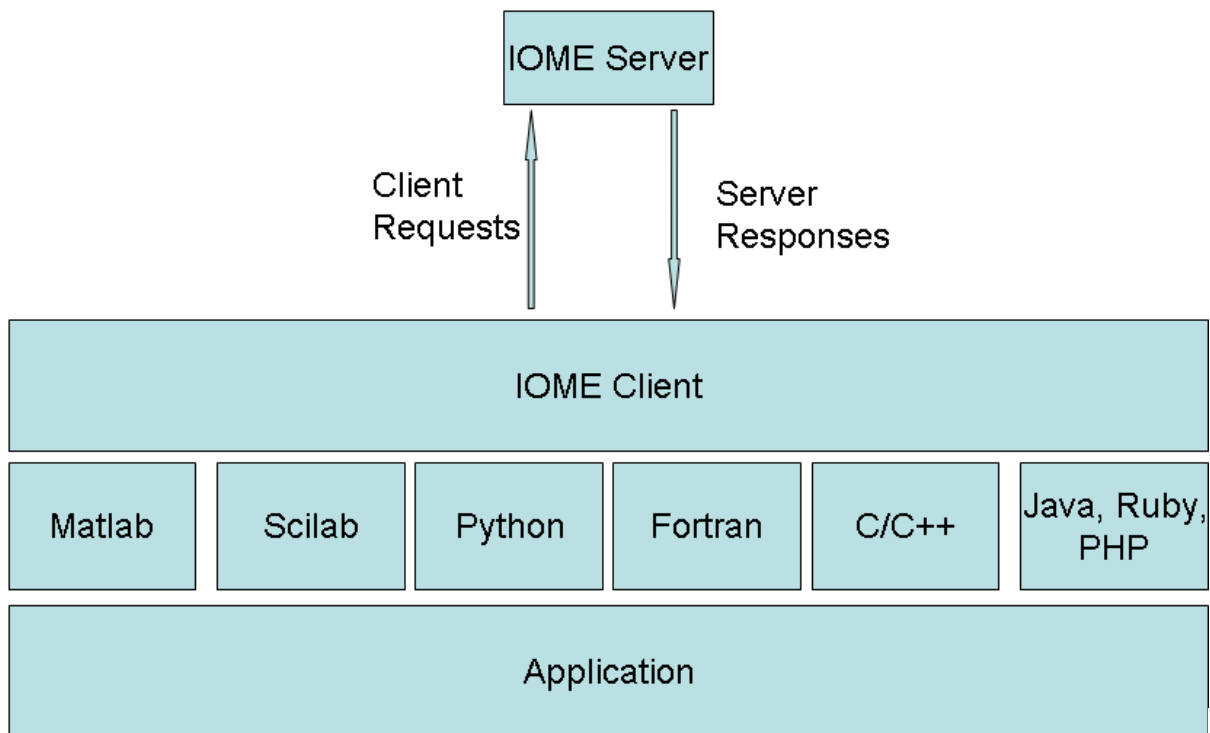 IOME Server
Client
Requests
Server
Responses
IOME Client
Matlab
Scilab
Python
Fortran
C/C++
Java, Ruby,
PHP
Application